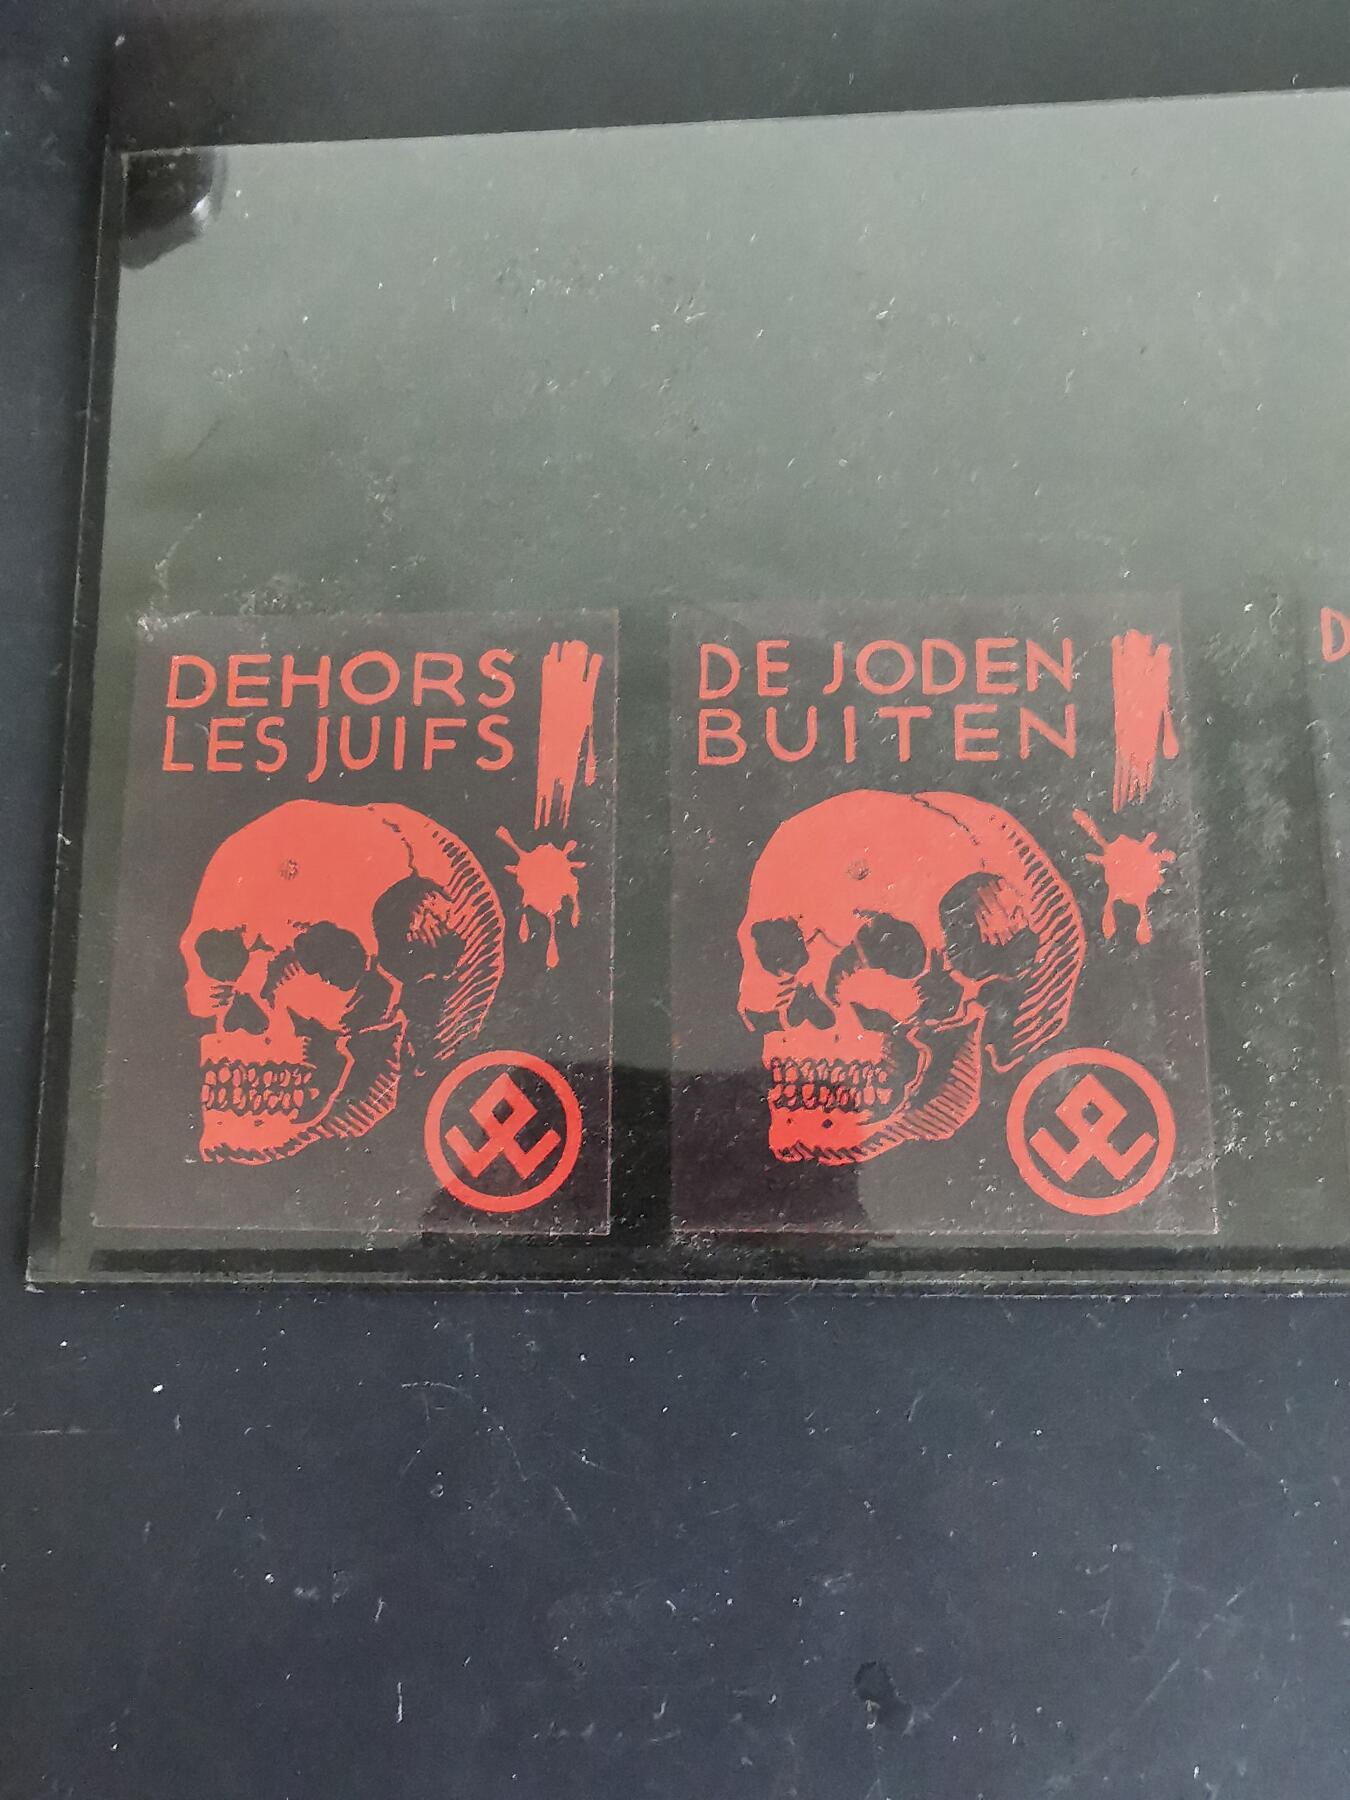 DEHORS
LES JUIFS !
DE JODEN
BUITEN !
D